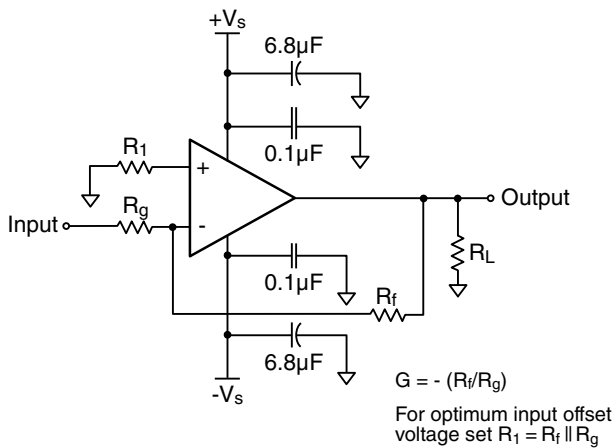 +Vs
6.8μF
0.1μF
R1
+
Rg
Input
-
Output
RL
0.1μF
Rf
6.8μF
-Vs
G = - (Rf/Rg)
For optimum input offset
voltage set R1 = Rf || Rg